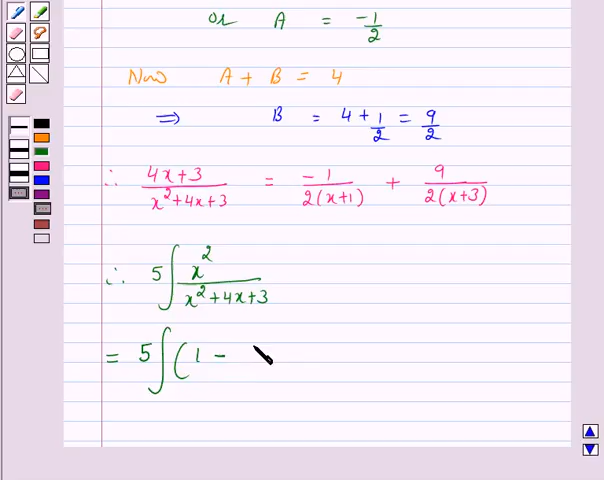 or A = -1/2
Now A + B = 4
⇒ B = 4 + 1/2 = 9/2
∴ (4x+3)/(x²+4x+3) = -1/(2(x+1)) + 9/(2(x+3))
∴ 5∫ x²/(x²+4x+3)
= 5∫(1 -